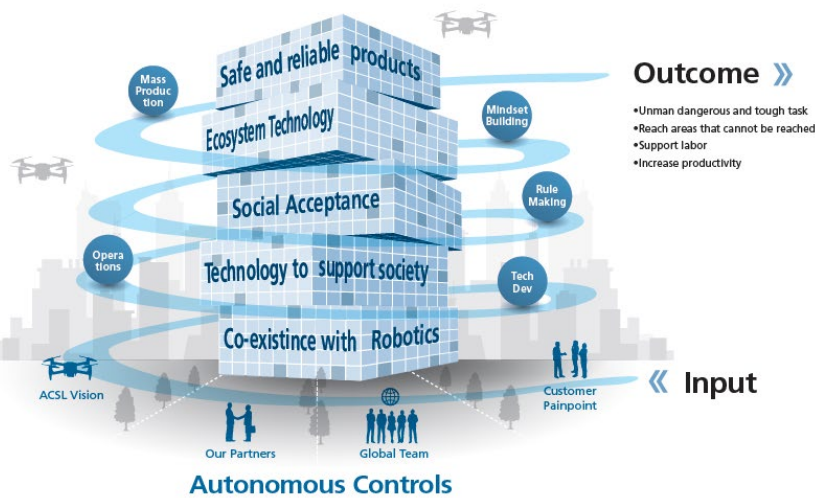 Safe and reliable products
Outcome »
Mass
Produc
tion
•Unman dangerous and tough task
•Reach areas that cannot be reached
•Support labor
•Increase productivity
Ecosystem Technology
Mindset
Building
Social Acceptance
Rule
Making
Opera
tions
Technology to support society
Tech
Dev
Co-existince with Robotics
« Input
ACSL Vision
Customer
Painpoint
Our Partners
Global Team
Autonomous Controls